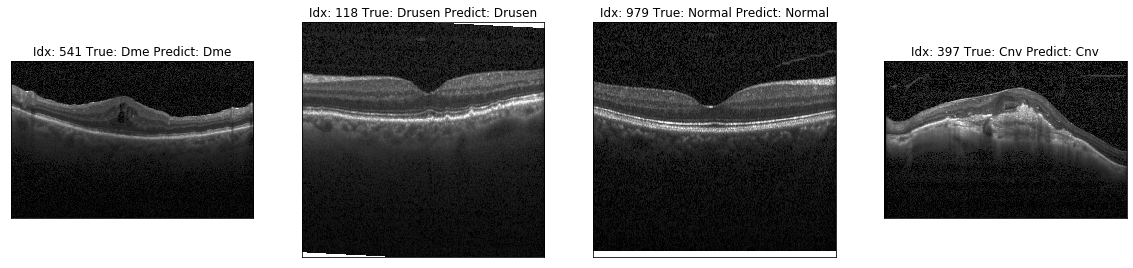 Idx: 541 True: Dme Predict: Dme
Idx: 118 True: Drusen Predict: Drusen
Idx: 979 True: Normal Predict: Normal
Idx: 397 True: Cnv Predict: Cnv